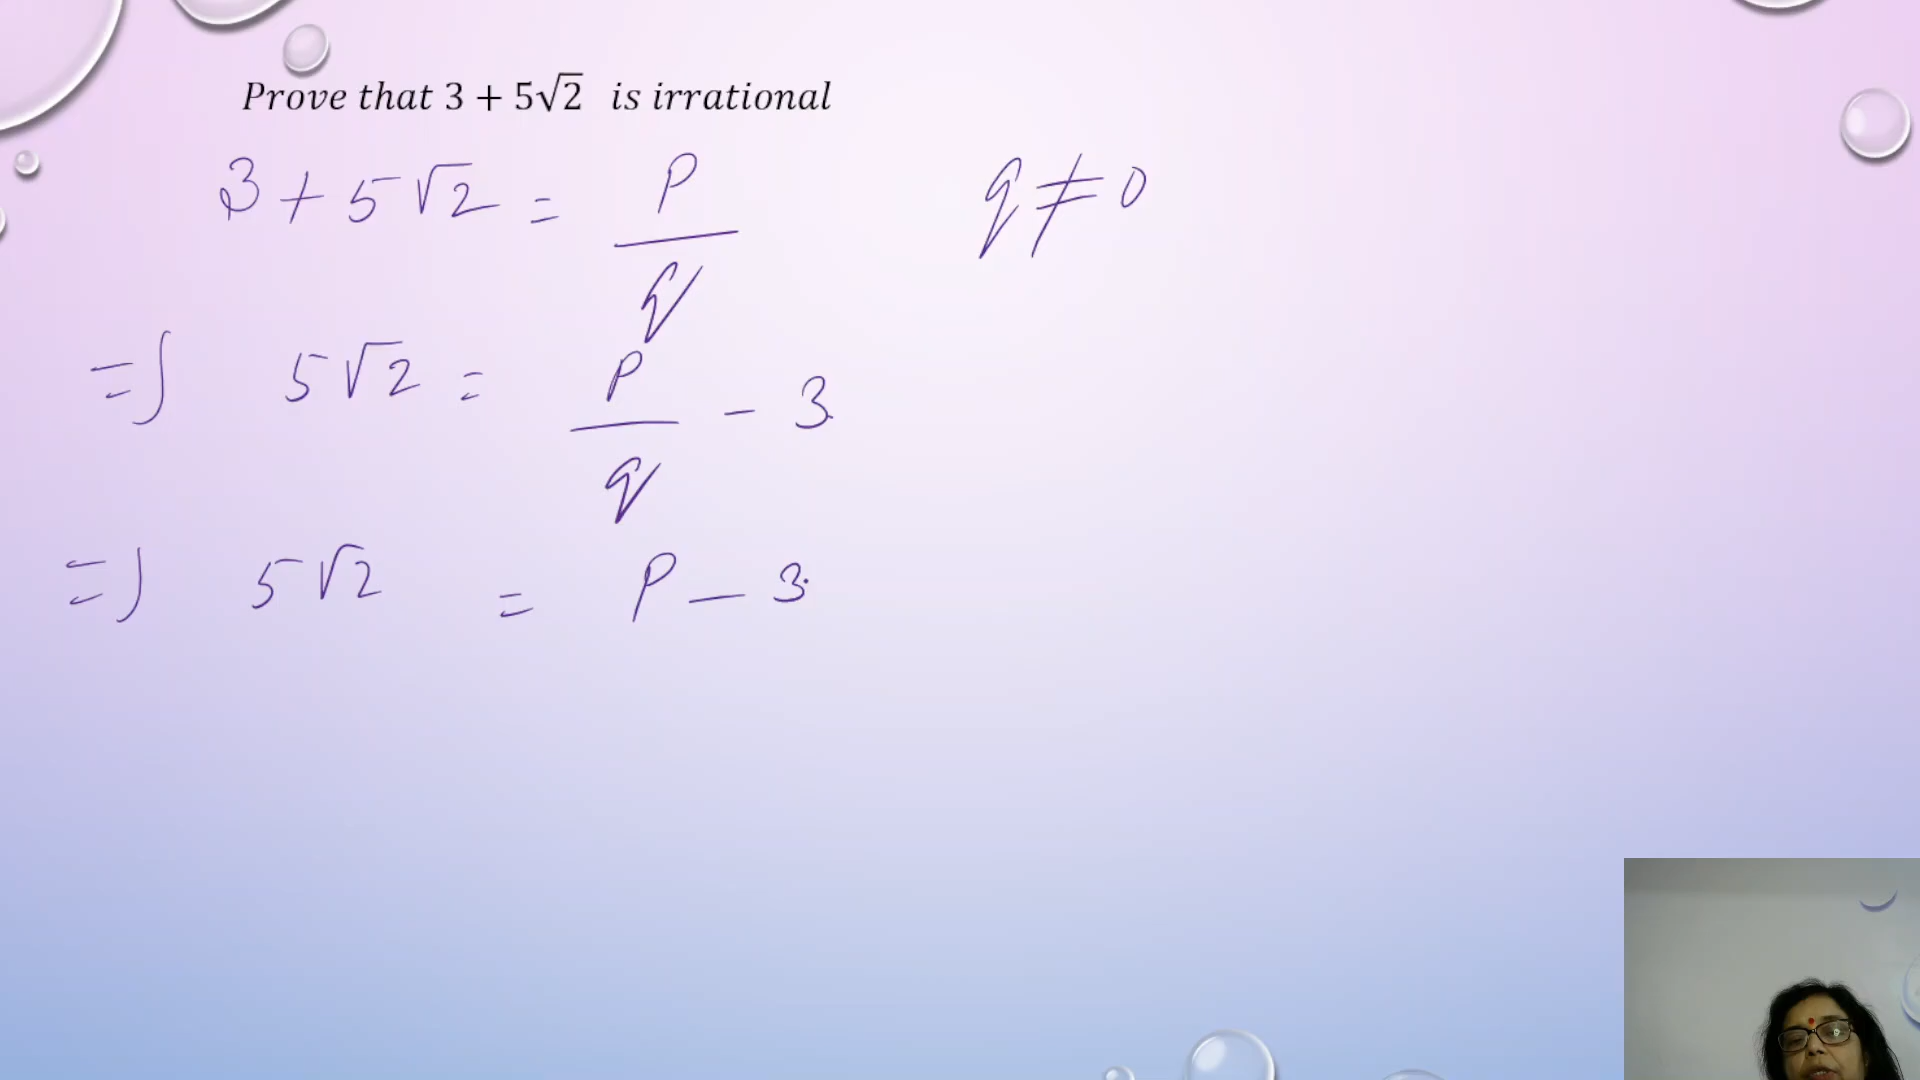 Prove that 3 + 5√2 is irrational
3 + 5√2 = p/q q ≠ 0
⇒ 5√2 = p/q - 3
⇒ 5√2 = p - 3